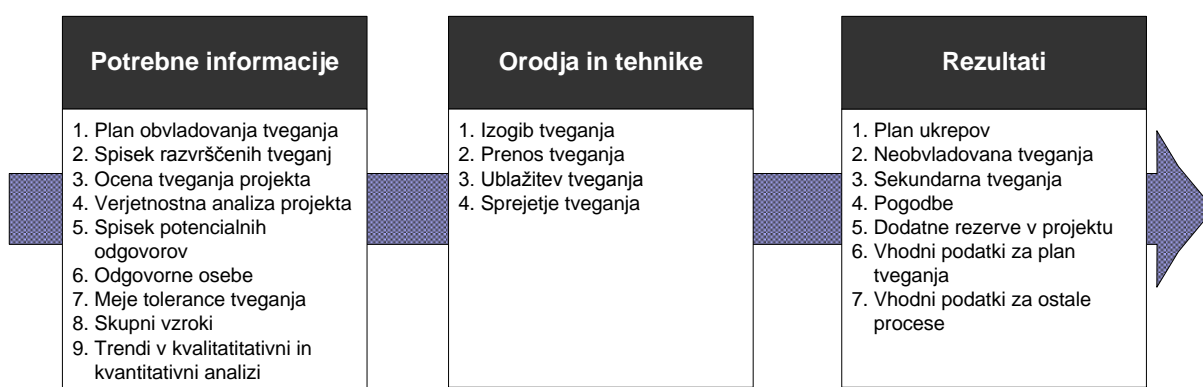 Potrebne informacije
1. Plan obvladovanja tveganja
2. Spisek razvrščenih tveganj
3. Ocena tveganja projekta
4. Verjetnostna analiza projekta
5. Spisek potencialnih
odgovorov
6. Odgovorne osebe
7. Meje tolerance tveganja
8. Skupni vzroki
9. Trendi v kvalitatitativni in
kvantitativni analizi
Orodja in tehnike
1. Izogib tveganja
2. Prenos tveganja
3. Ublažitev tveganja
4. Sprejetje tveganja
Rezultati
1. Plan ukrepov
2. Neobvladovana tveganja
3. Sekundarna tveganja
4. Pogodbe
5. Dodatne rezerve v projektu
6. Vhodni podatki za plan
tveganja
7. Vhodni podatki za ostale
procese